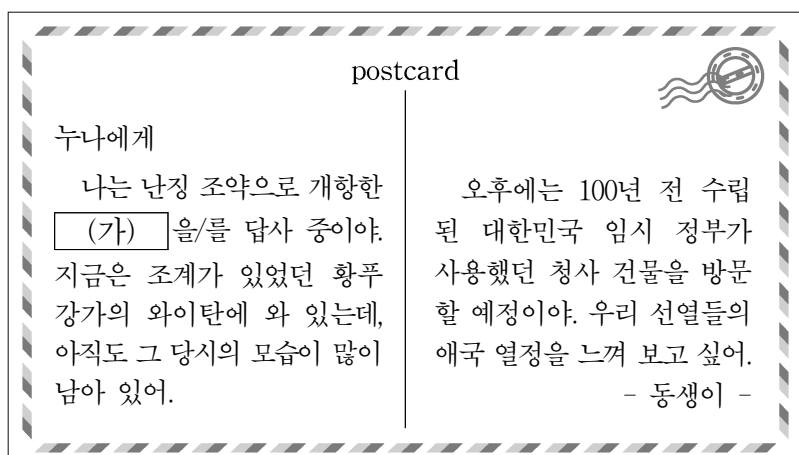 postcard
누나에게
나는 난징 조약으로 개항한
(가) 을/를 답사 중이야.
지금은 조계가 있었던 황푸
강가의 와이탄에 와 있는데,
아직도 그 당시의 모습이 많이
남아 있어.
오후에는 100년 전 수립
된 대한민국 임시 정부가
사용했던 청사 건물을 방문
할 예정이야. 우리 선열들의
애국 열정을 느껴 보고 싶어.
- 동생이 -